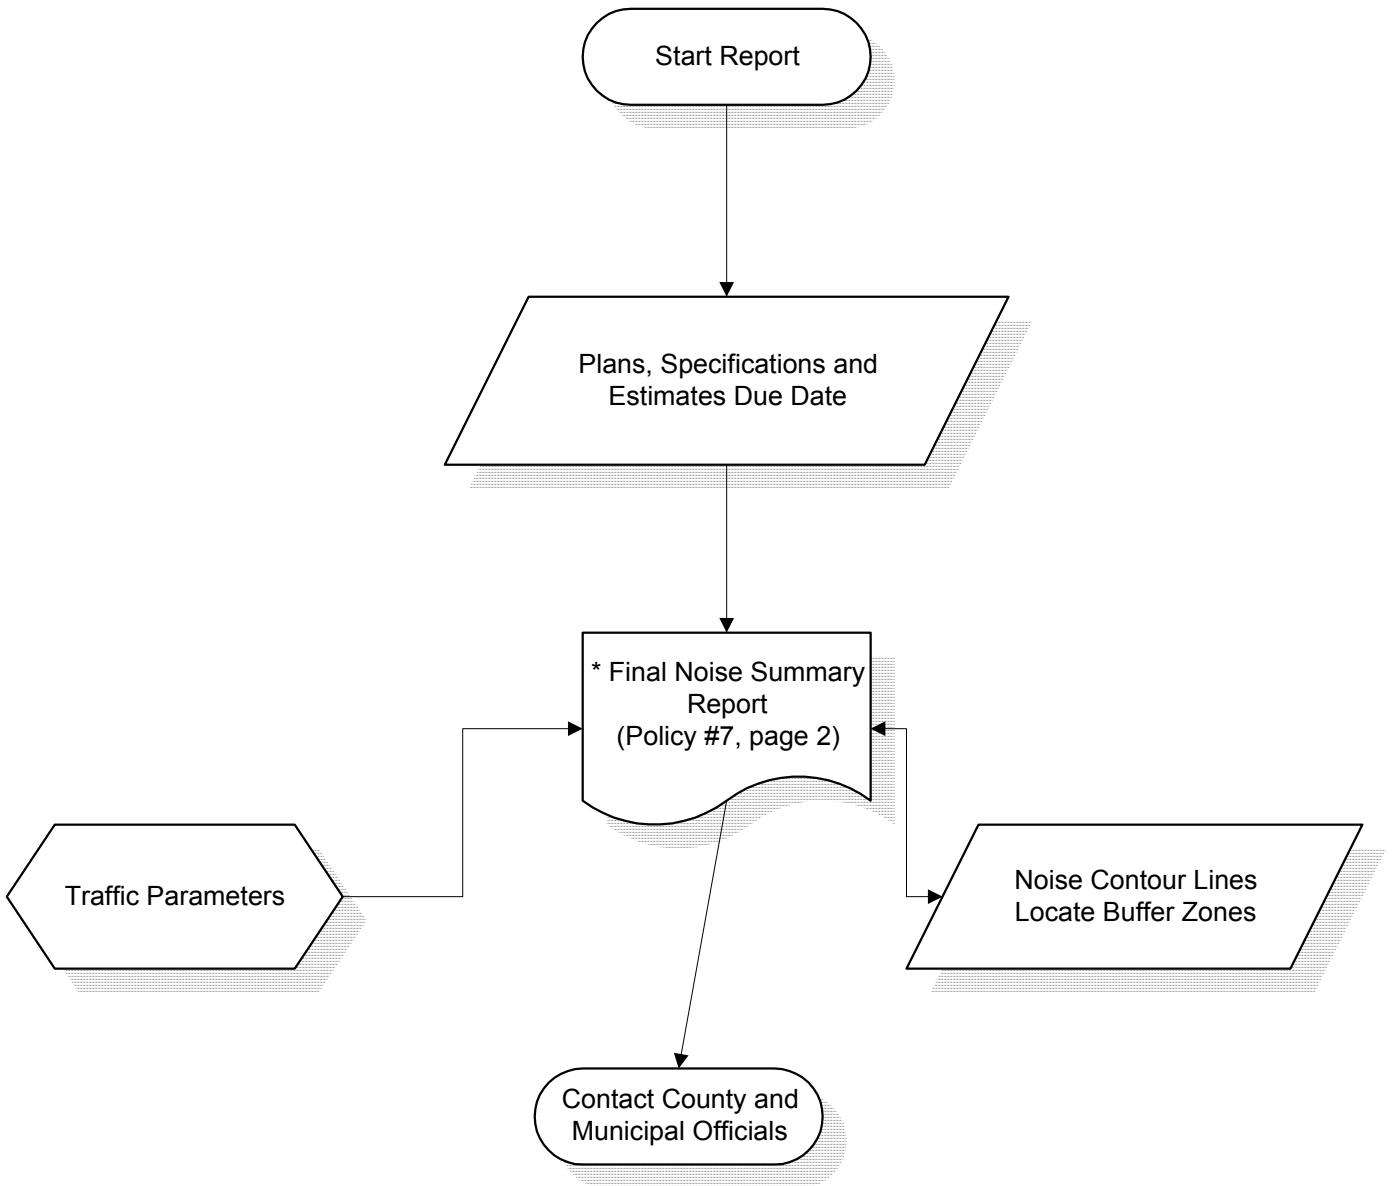 Start Report
Plans, Specifications and
Estimates Due Date
* Final Noise Summary
Report
(Policy #7, page 2)
Traffic Parameters
Noise Contour Lines
Locate Buffer Zones
Contact County and
Municipal Officials